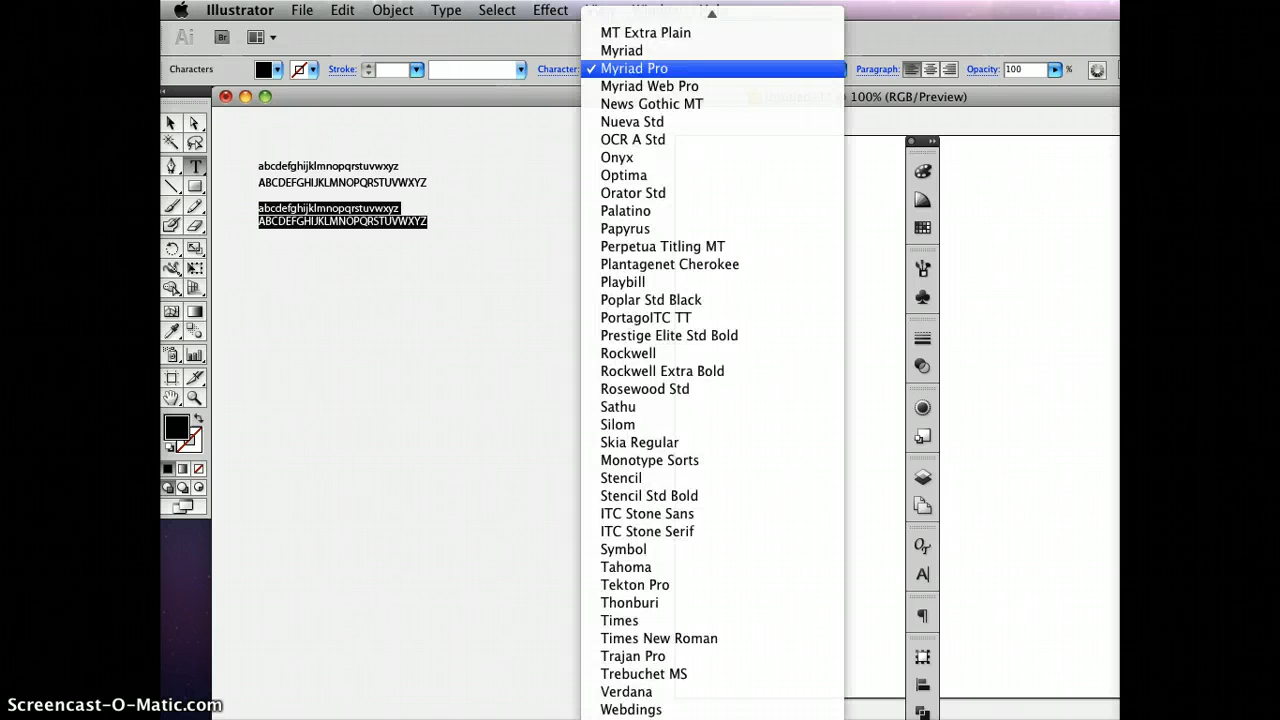 Illustrator File Edit Object Type Select Effect
Ai Br
Characters Stroke: Character: Paragraph: Opacity: 100 %
@ 100% (RGB/Preview)
MT Extra Plain
Myriad
✓ Myriad Pro
Myriad Web Pro
News Gothic MT
Nueva Std
OCR A Std
Onyx
Optima
Orator Std
Palatino
Papyrus
Perpetua Titling MT
Plantagenet Cherokee
Playbill
Poplar Std Black
PortagoITC TT
Prestige Elite Std Bold
Rockwell
Rockwell Extra Bold
Rosewood Std
Sathu
Silom
Skia Regular
Monotype Sorts
Stencil
Stencil Std Bold
ITC Stone Sans
ITC Stone Serif
Symbol
Tahoma
Tekton Pro
Thonburi
Times
Times New Roman
Trajan Pro
Trebuchet MS
Verdana
Webdings
abcdefghijklmnopqrstuvwxyz
ABCDEFGHIJKLMNOPQRSTUVWXYZ
abcdefghijklmnopqrstuvwxyz
ABCDEFGHIJKLMNOPQRSTUVWXYZ
Screencast-O-Matic.com